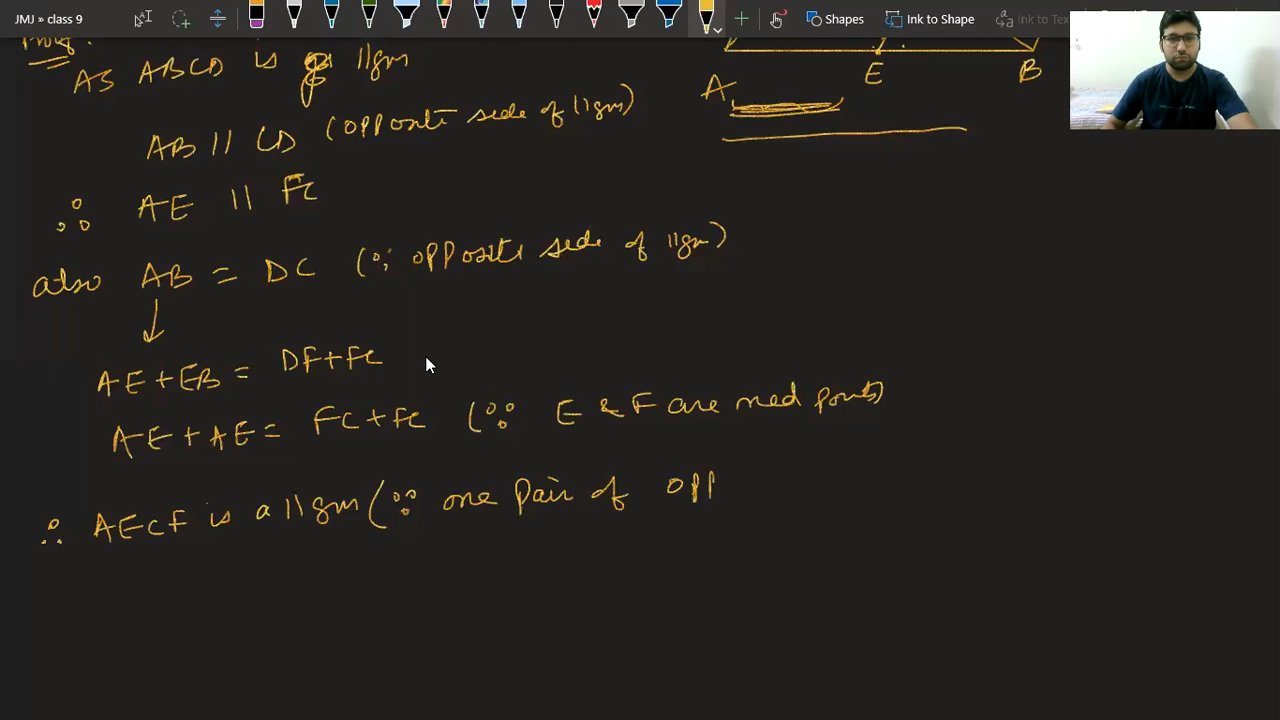 JMJ » class 9
Shapes
Ink to Shape
Ink to Text
Proof:
As ABCD is a ||gm
A E B
AB || CD (opposite side of ||gm)
∴ AE || FC
also AB = DC (∵ opposite side of ||gm)
AE + EB = DF + FC
AE + AE = FC + FC (∵ E & F are med points)
∴ AECF is a ||gm (∵ one pair of opp